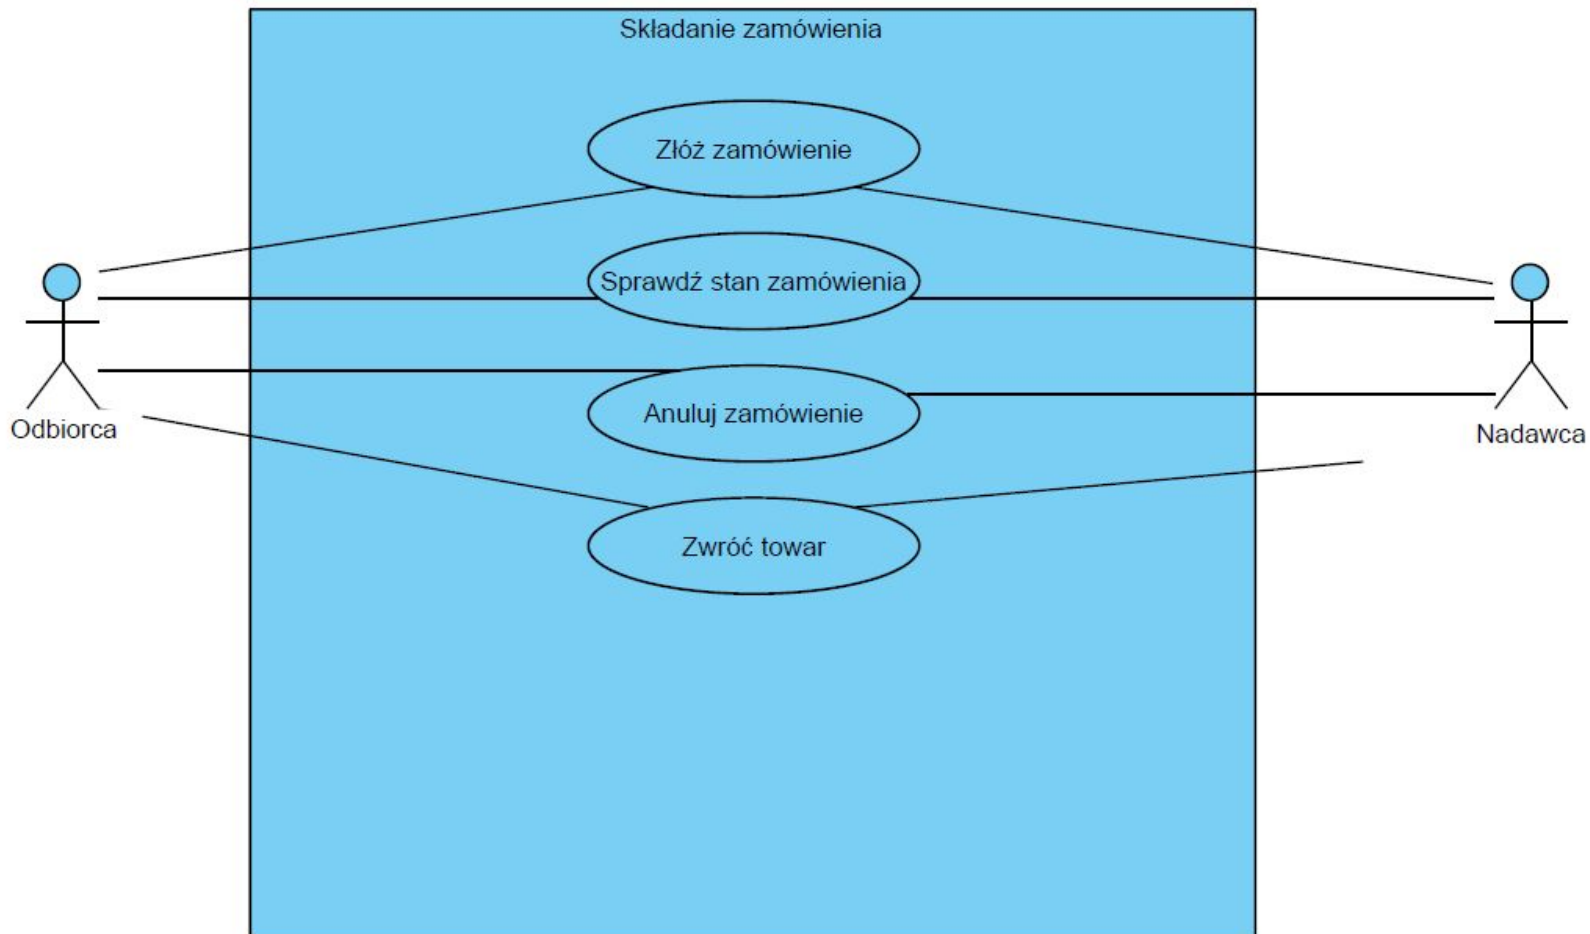 Składanie zamówienia
Złóż zamówienie
Sprawdź stan zamówienia
Anuluj zamówienie
Odbiorca
Nadawca
Zwróć towar